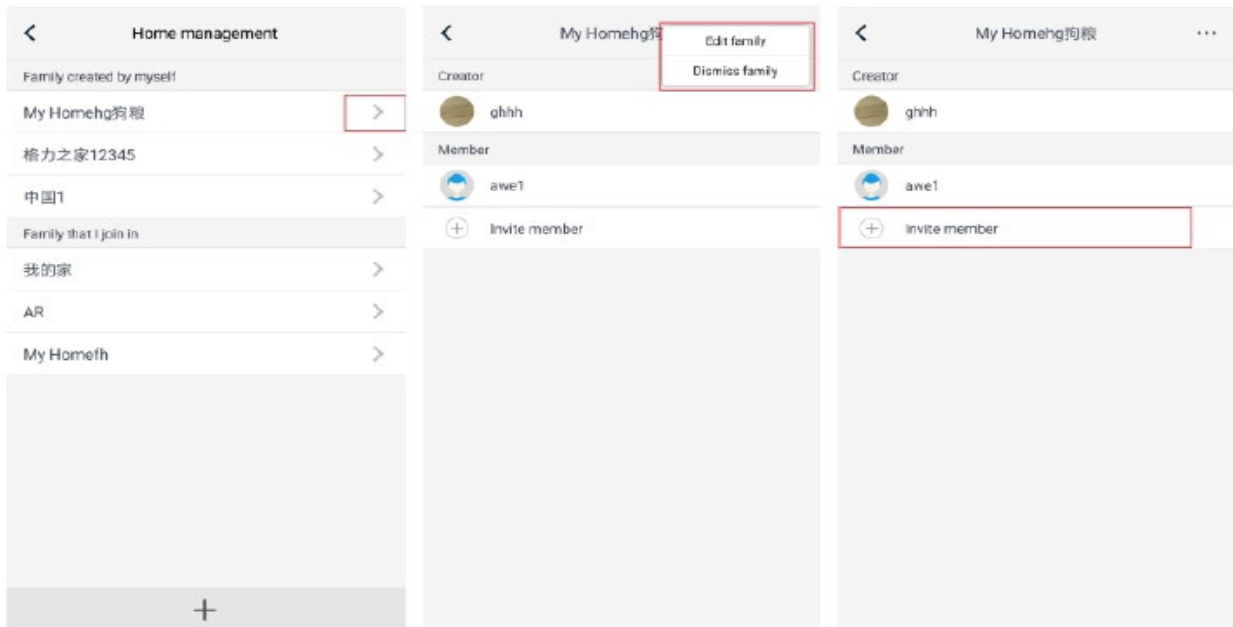 Home management
Family created by myself
My Homehg狗粮
格力之家12345
中国1
Family that I join in
我的家
AR
My Homefh
My Homehg狗
Edit family
Dismiss family
Creator
ghhh
Member
awe1
Invite member
My Homehg狗粮
Creator
ghhh
Member
awe1
Invite member